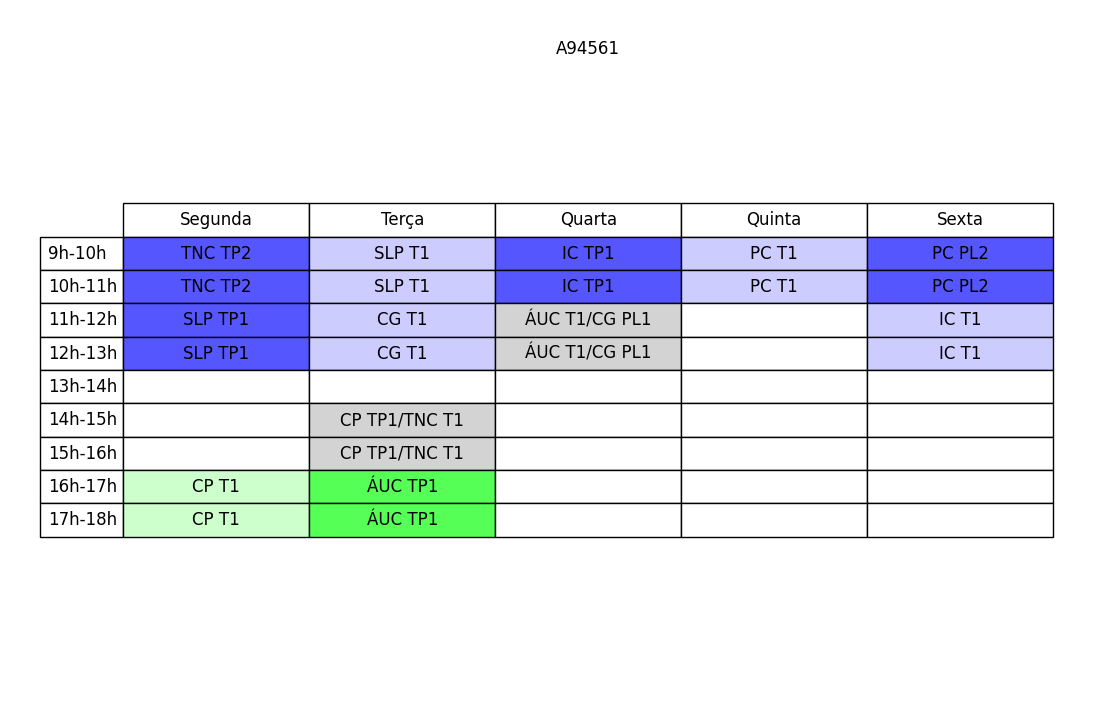 A94561
Segunda Terça Quarta Quinta Sexta
9h-10h TNC TP2 SLP T1 IC TP1 PC T1 PC PL2
10h-11h TNC TP2 SLP T1 IC TP1 PC T1 PC PL2
11h-12h SLP TP1 CG T1 ÁUC T1/CG PL1 IC T1
12h-13h SLP TP1 CG T1 ÁUC T1/CG PL1 IC T1
13h-14h
14h-15h CP TP1/TNC T1
15h-16h CP TP1/TNC T1
16h-17h CP T1 ÁUC TP1
17h-18h CP T1 ÁUC TP1